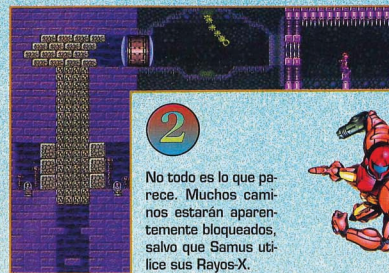 2
No todo es lo que pa-
rece. Muchos cami-
nos estarán aparen-
temente bloqueados,
salvo que Samus uti-
lice sus Rayos-X.